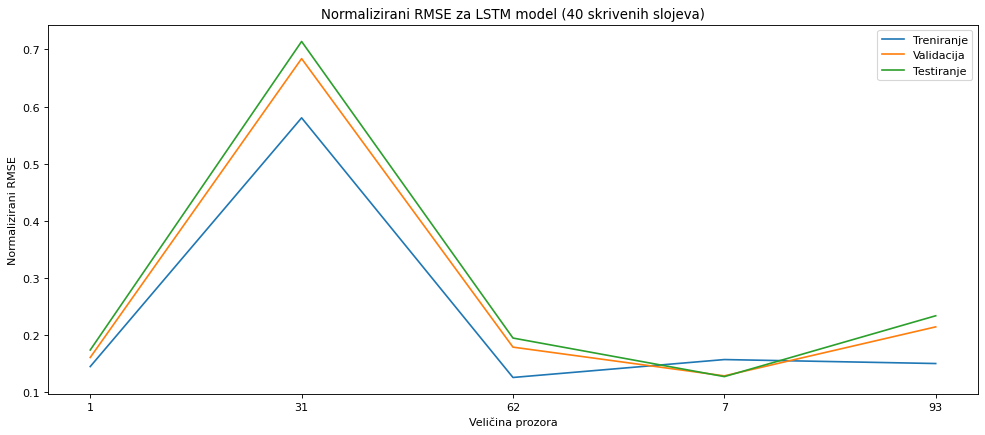 Normalizirani RMSE za LSTM model (40 skrivenih slojeva)
Treniranje
Validacija
Testiranje
Normalizirani RMSE
0.7
0.6
0.5
0.4
0.3
0.2
0.1
1 31 62 7 93
Veličina prozora